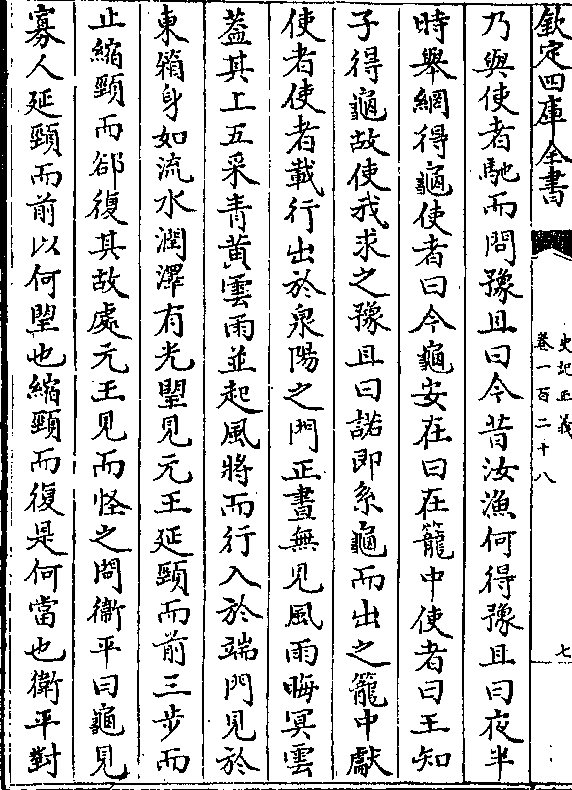 欽定四庫全書
史記正義
卷一百二十八
七
乃與使者馳而問豫且曰今昔汝漁何得豫且曰夜半
時舉網得龜使者曰今龜安在曰在籠中使者曰王知
子得龜故使我求之豫且曰諾即系龜而出之籠中獻
使者使者載行出於泉陽之門正晝無見風雨晦冥雲
蓋其上五采青黄雲雨並起風將而行入於端門見於
東箱身如流水潤澤有光望見元王延頸而前三步而
止縮頸而郤復其故處元王見而怪之問衛平曰龜見
寡人延頸而前以何望也縮頸而復是何當也衛平對